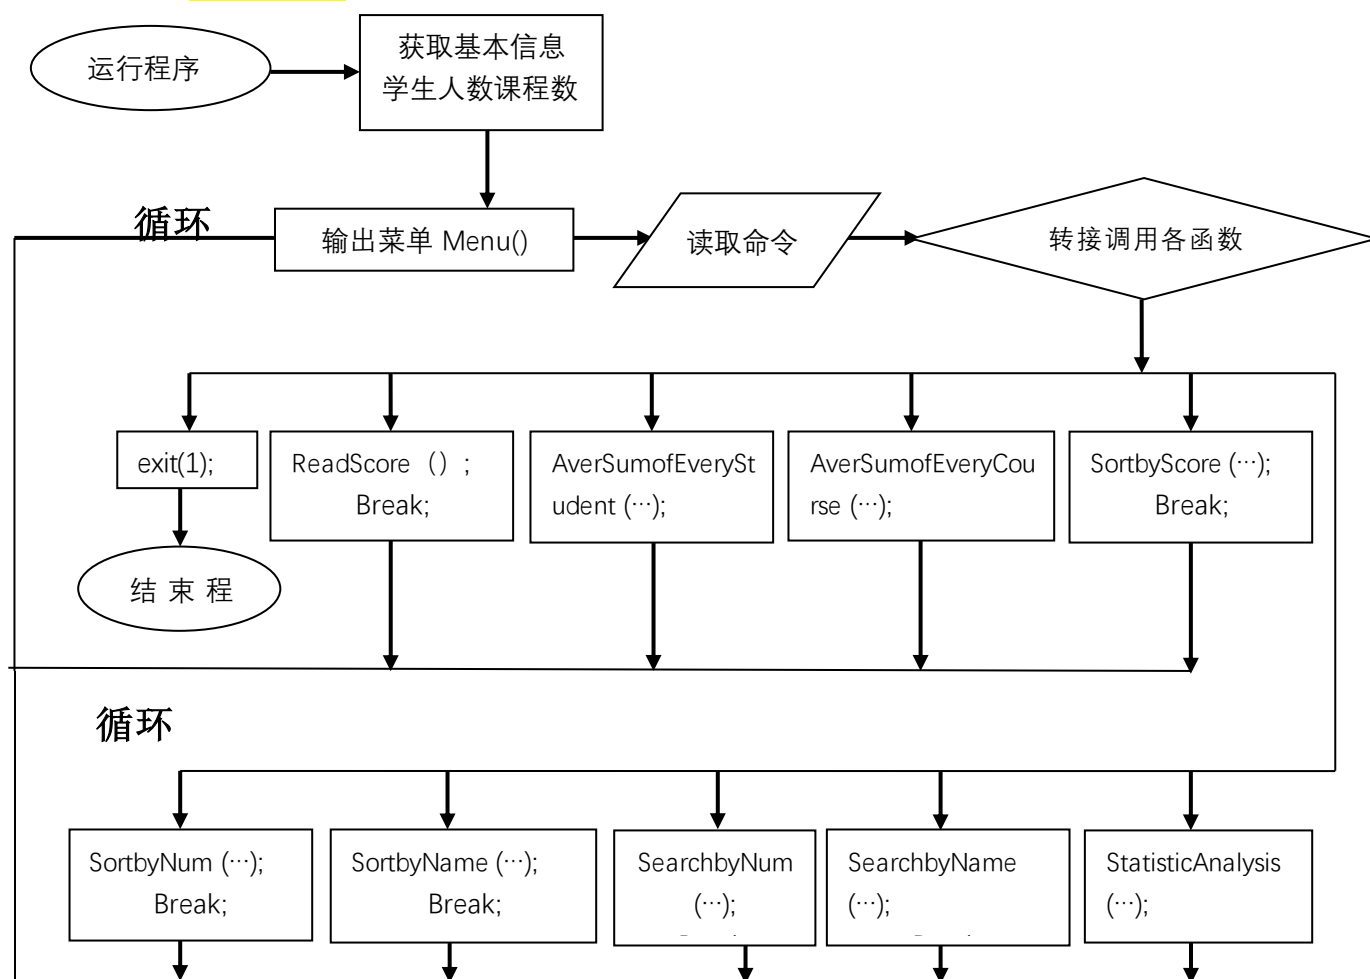 运行程序
获取基本信息
学生人数课程数
循环
输出菜单 Menu()
读取命令
转接调用各函数
exit(1);
ReadScore（）;
Break;
AverSumofEverySt
udent (···);
AverSumofEveryCou
rse (···);
SortbyScore (···);
Break;
结 束 程
循环
SortbyNum (···);
Break;
SortbyName (···);
Break;
SearchbyNum
(···);
SearchbyName
(···);
StatisticAnalysis
(···);